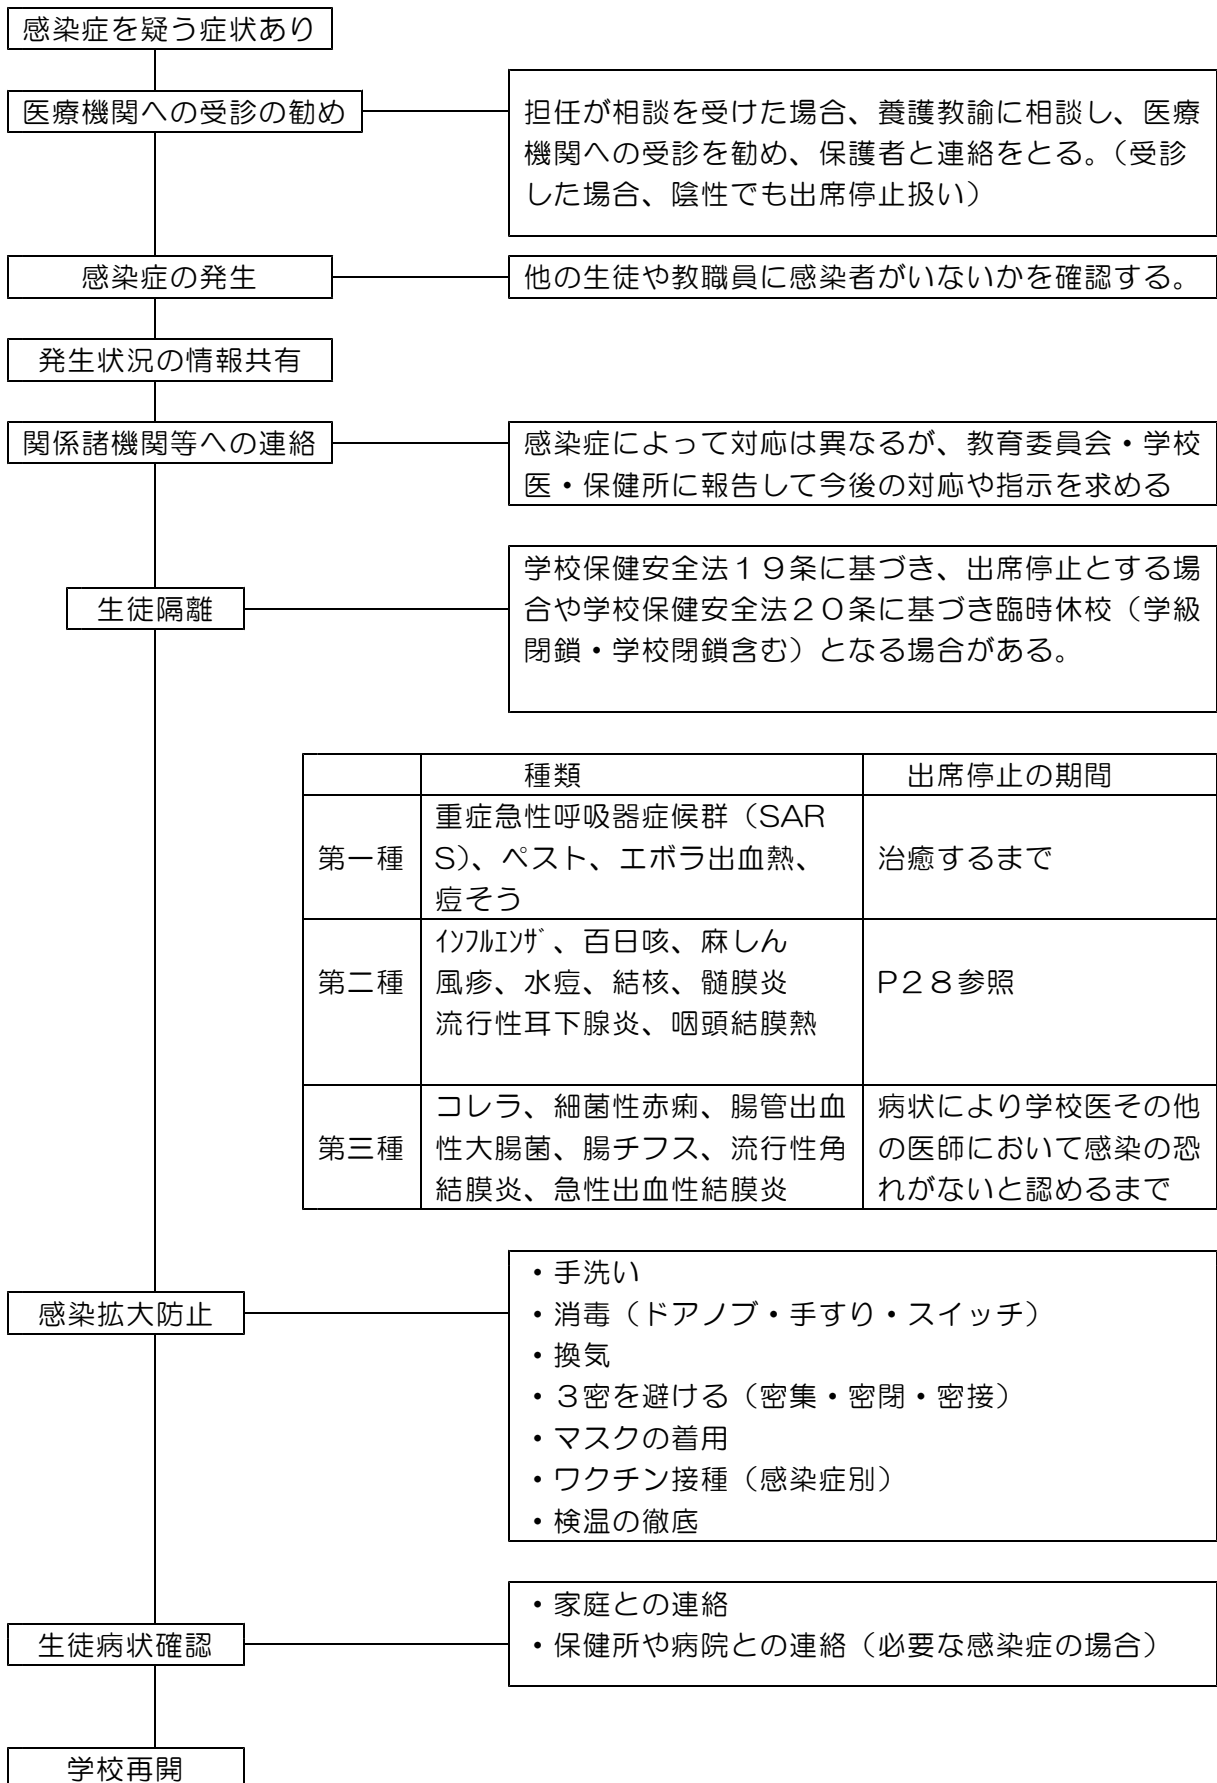 感染症を疑う症状あり
医療機関への受診の勧め
担任が相談を受けた場合、養護教諭に相談し、医療
機関への受診を勧め、保護者と連絡をとる。（受診
した場合、陰性でも出席停止扱い）
感染症の発生
他の生徒や教職員に感染者がいないかを確認する。
発生状況の情報共有
関係諸機関等への連絡
感染症によって対応は異なるが、教育委員会・学校
医・保健所に報告して今後の対応や指示を求める
生徒隔離
学校保健安全法１９条に基づき、出席停止とする場
合や学校保健安全法２０条に基づき臨時休校（学級
閉鎖・学校閉鎖含む）となる場合がある。
種類
出席停止の期間
第一種
重症急性呼吸器症候群（SAR
S）、ペスト、エボラ出血熱、
痘そう
治癒するまで
第二種
ｲﾝﾌﾙｴﾝｻﾞ、百日咳、麻しん
風疹、水痘、結核、髄膜炎
流行性耳下腺炎、咽頭結膜熱
P２８参照
第三種
コレラ、細菌性赤痢、腸管出血
性大腸菌、腸チフス、流行性角
結膜炎、急性出血性結膜炎
病状により学校医その他
の医師において感染の恐
れがないと認めるまで
感染拡大防止
・手洗い
・消毒（ドアノブ・手すり・スイッチ）
・換気
・３密を避ける（密集・密閉・密接）
・マスクの着用
・ワクチン接種（感染症別）
・検温の徹底
生徒病状確認
・家庭との連絡
・保健所や病院との連絡（必要な感染症の場合）
学校再開